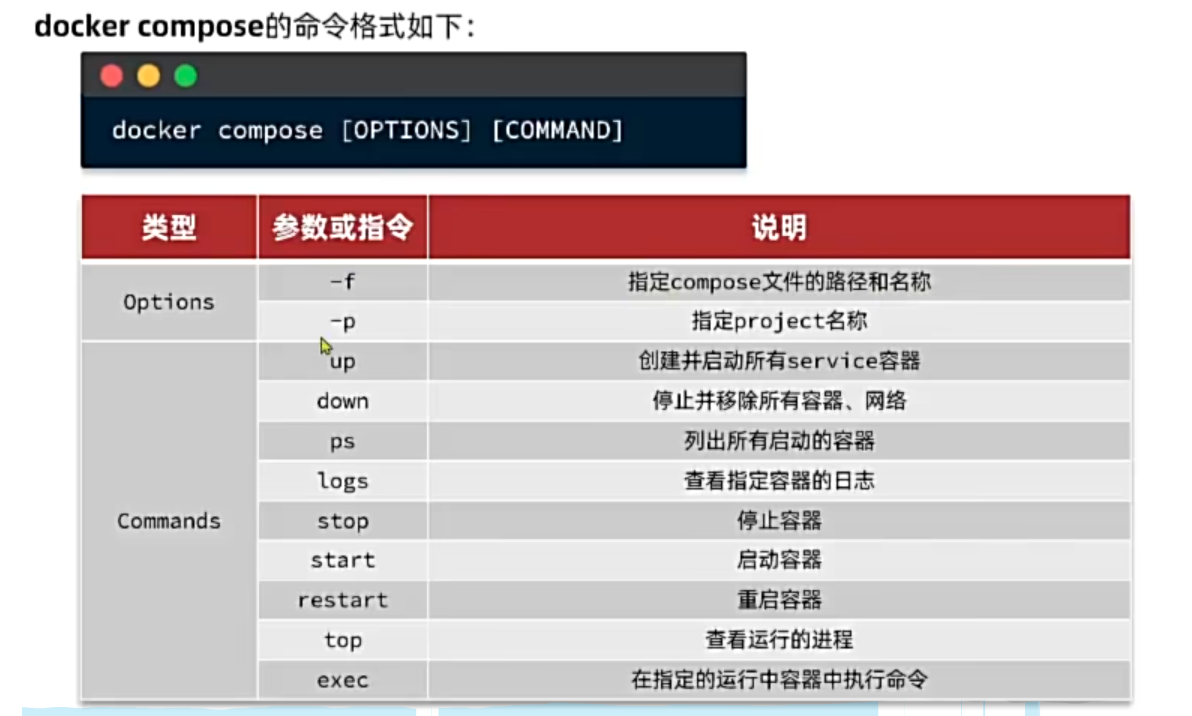 docker compose的命令格式如下：
docker compose [OPTIONS] [COMMAND]
类型 参数或指令 说明
Options
-f 指定compose文件的路径和名称
-p 指定project名称
Commands
up 创建并启动所有service容器
down 停止并移除所有容器、网络
ps 列出所有启动的容器
logs 查看指定容器的日志
stop 停止容器
start 启动容器
restart 重启容器
top 查看运行的进程
exec 在指定的运行中容器中执行命令